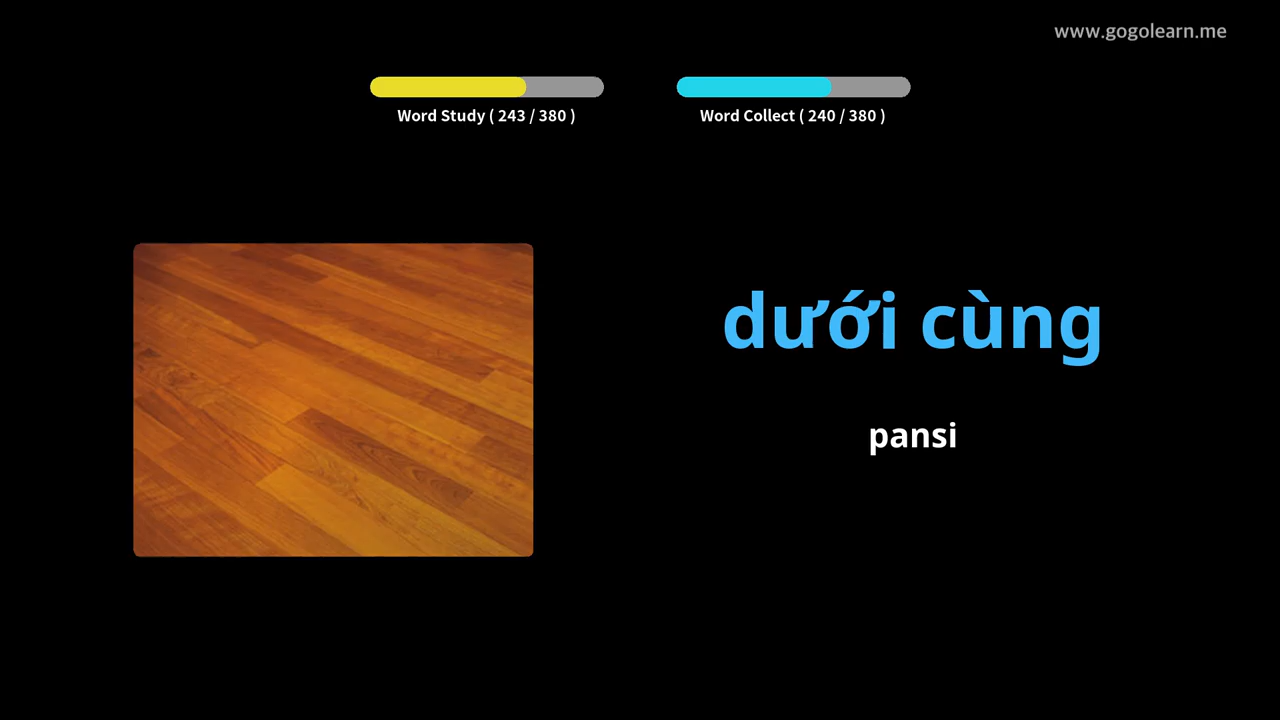 www.gogolearn.me
Word Study ( 243 / 380 )
Word Collect ( 240 / 380 )
dưới cùng
pansi